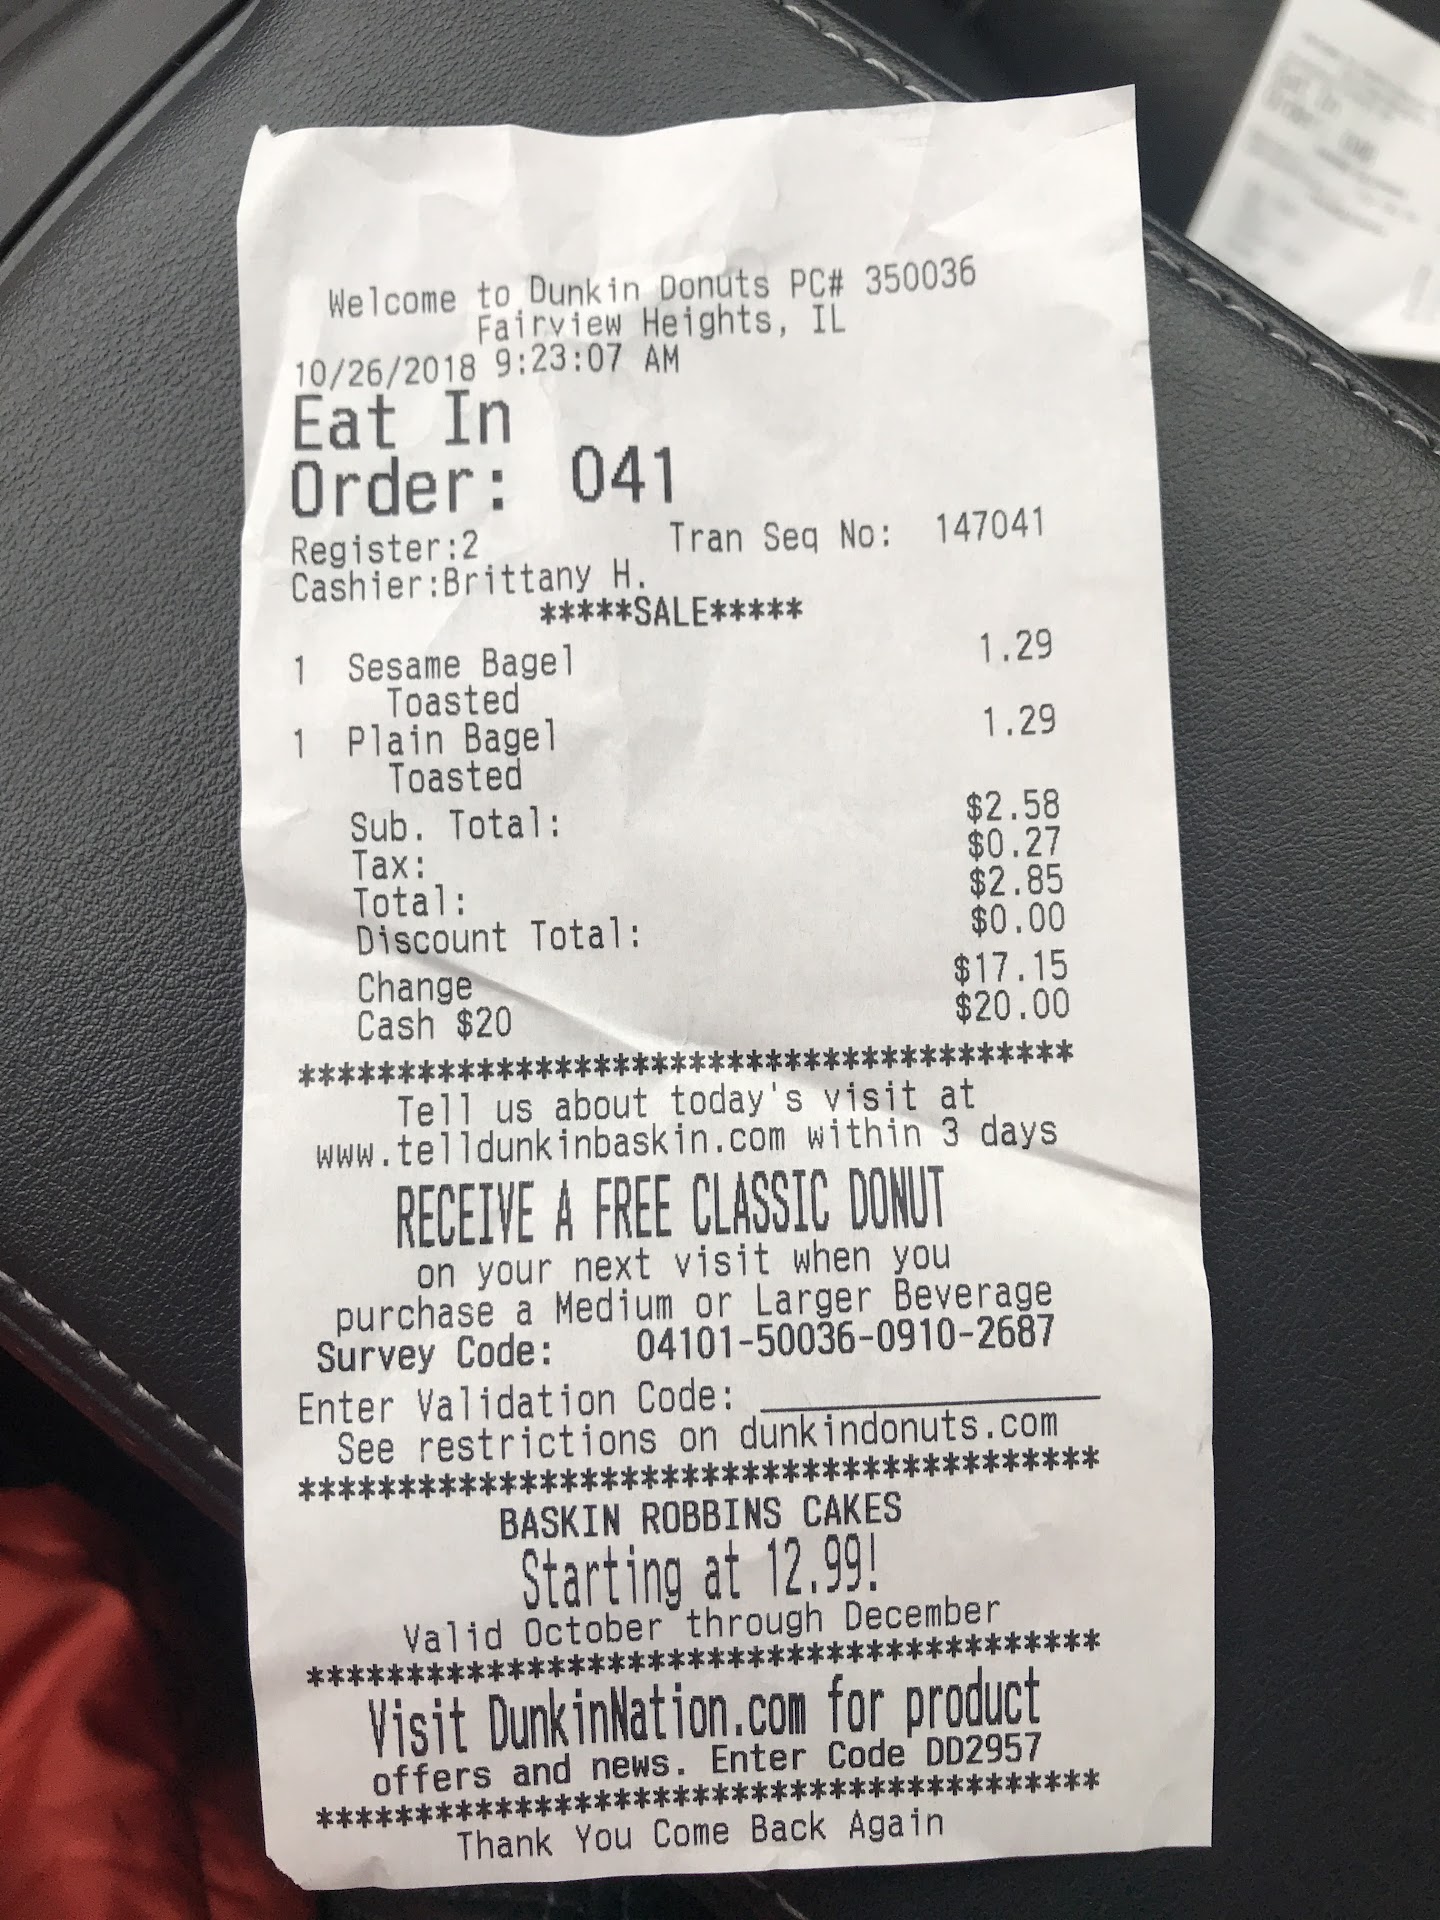 Welcome to Dunkin Donuts PC# 350036
Fairview Heights, IL
10/26/2018 9:23:07 AM
Eat In
Order: 041
Register:2 Tran Seq No: 147041
Cashier:Brittany H.
*****SALE*****
1 Sesame Bagel 1.29
Toasted
1 Plain Bagel 1.29
Toasted
Sub. Total: $2.58
Tax: $0.27
Total: $2.85
Discount Total: $0.00
Change $17.15
Cash $20 $20.00
***************************************
Tell us about today's visit at
www.telldunkinbaskin.com within 3 days
RECEIVE A FREE CLASSIC DONUT
on your next visit when you
purchase a Medium or Larger Beverage
Survey Code: 04101-50036-0910-2687
Enter Validation Code: ________________
See restrictions on dunkindonuts.com
***************************************
BASKIN ROBBINS CAKES
Starting at 12.99!
Valid October through December
***************************************
Visit DunkinNation.com for product
offers and news. Enter Code DD2957
***************************************
Thank You Come Back Again